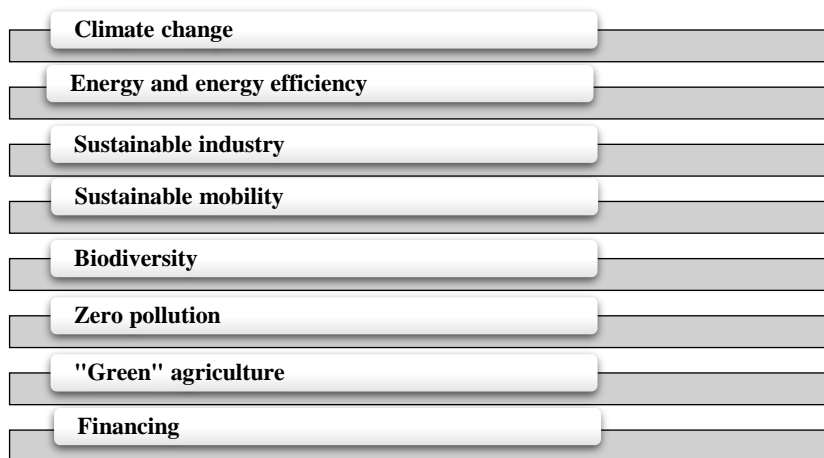 Climate change
Energy and energy efficiency
Sustainable industry
Sustainable mobility
Biodiversity
Zero pollution
"Green" agriculture
Financing